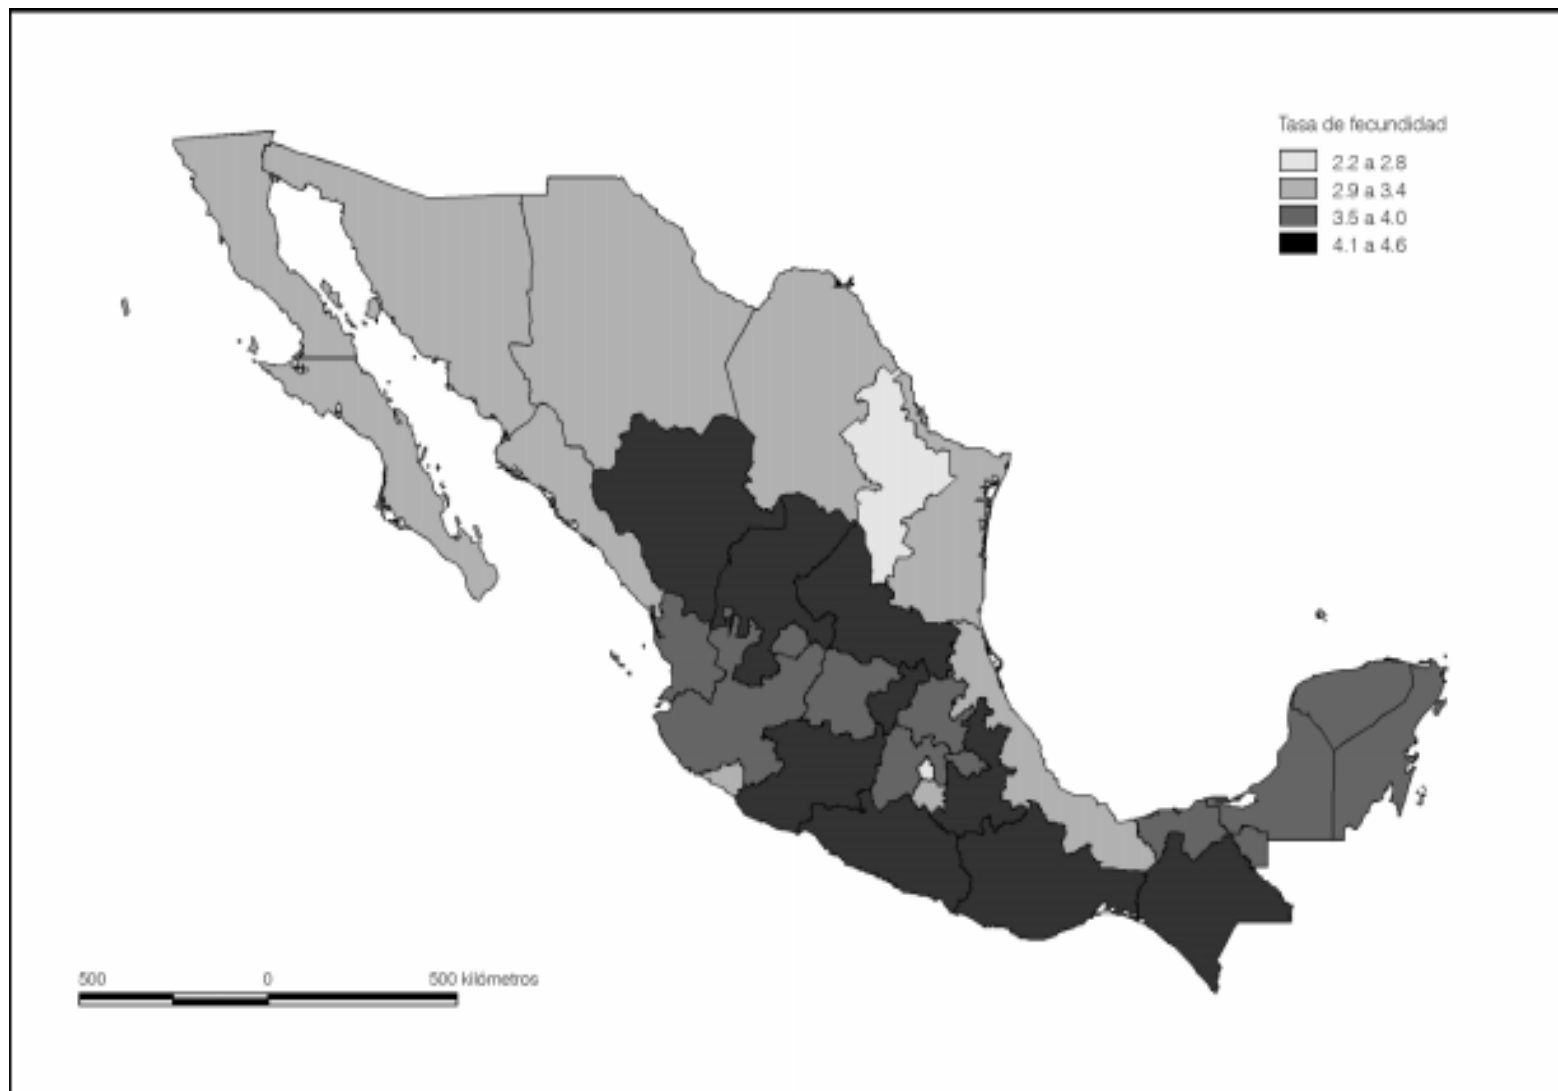 Tasa de fecundidad
2.2 a 2.8
2.9 a 3.4
3.5 a 4.0
4.1 a 4.6
500 0 500 kilómetros